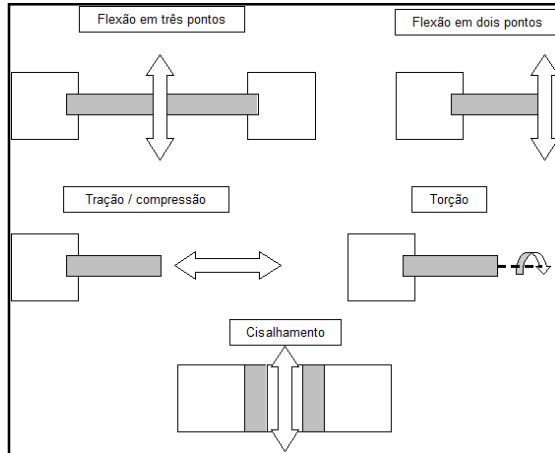 Flexão em três pontos
Flexão em dois pontos
Tração / compressão
Torção
Cisalhamento